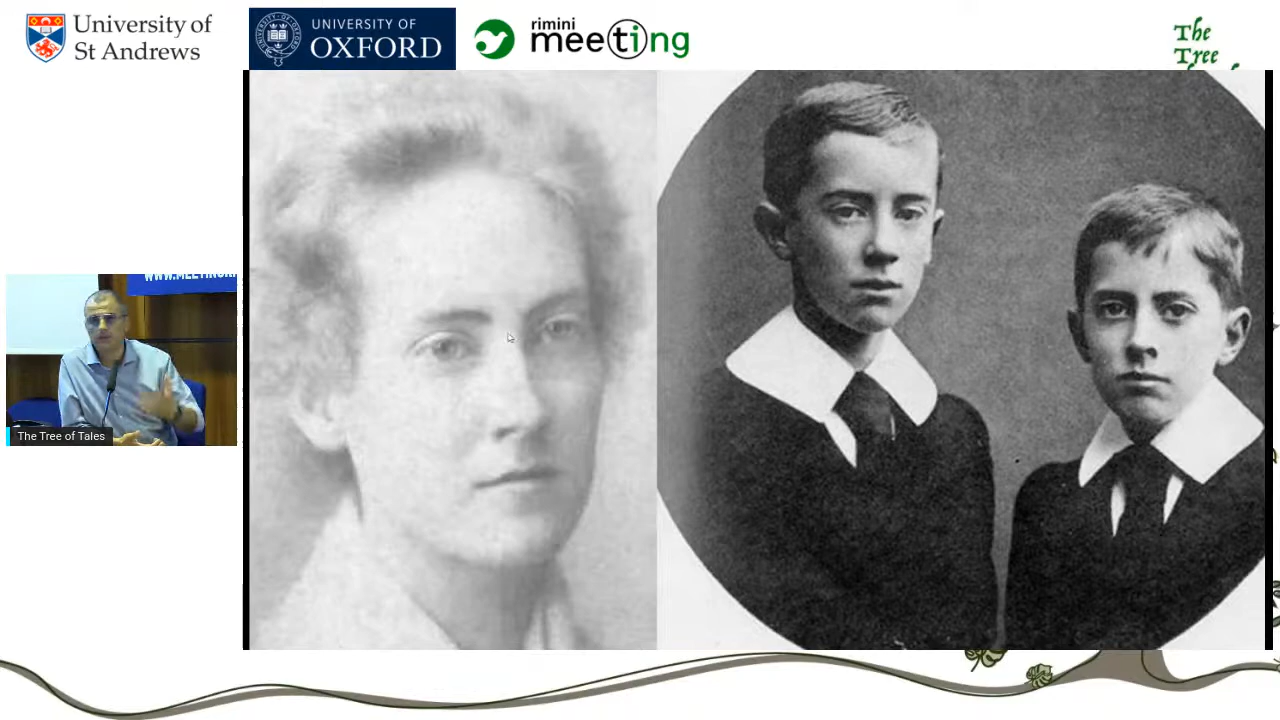 University of
St Andrews
UNIVERSITY OF
OXFORD
rimini
meeting
The
Tree
The Tree of Tales